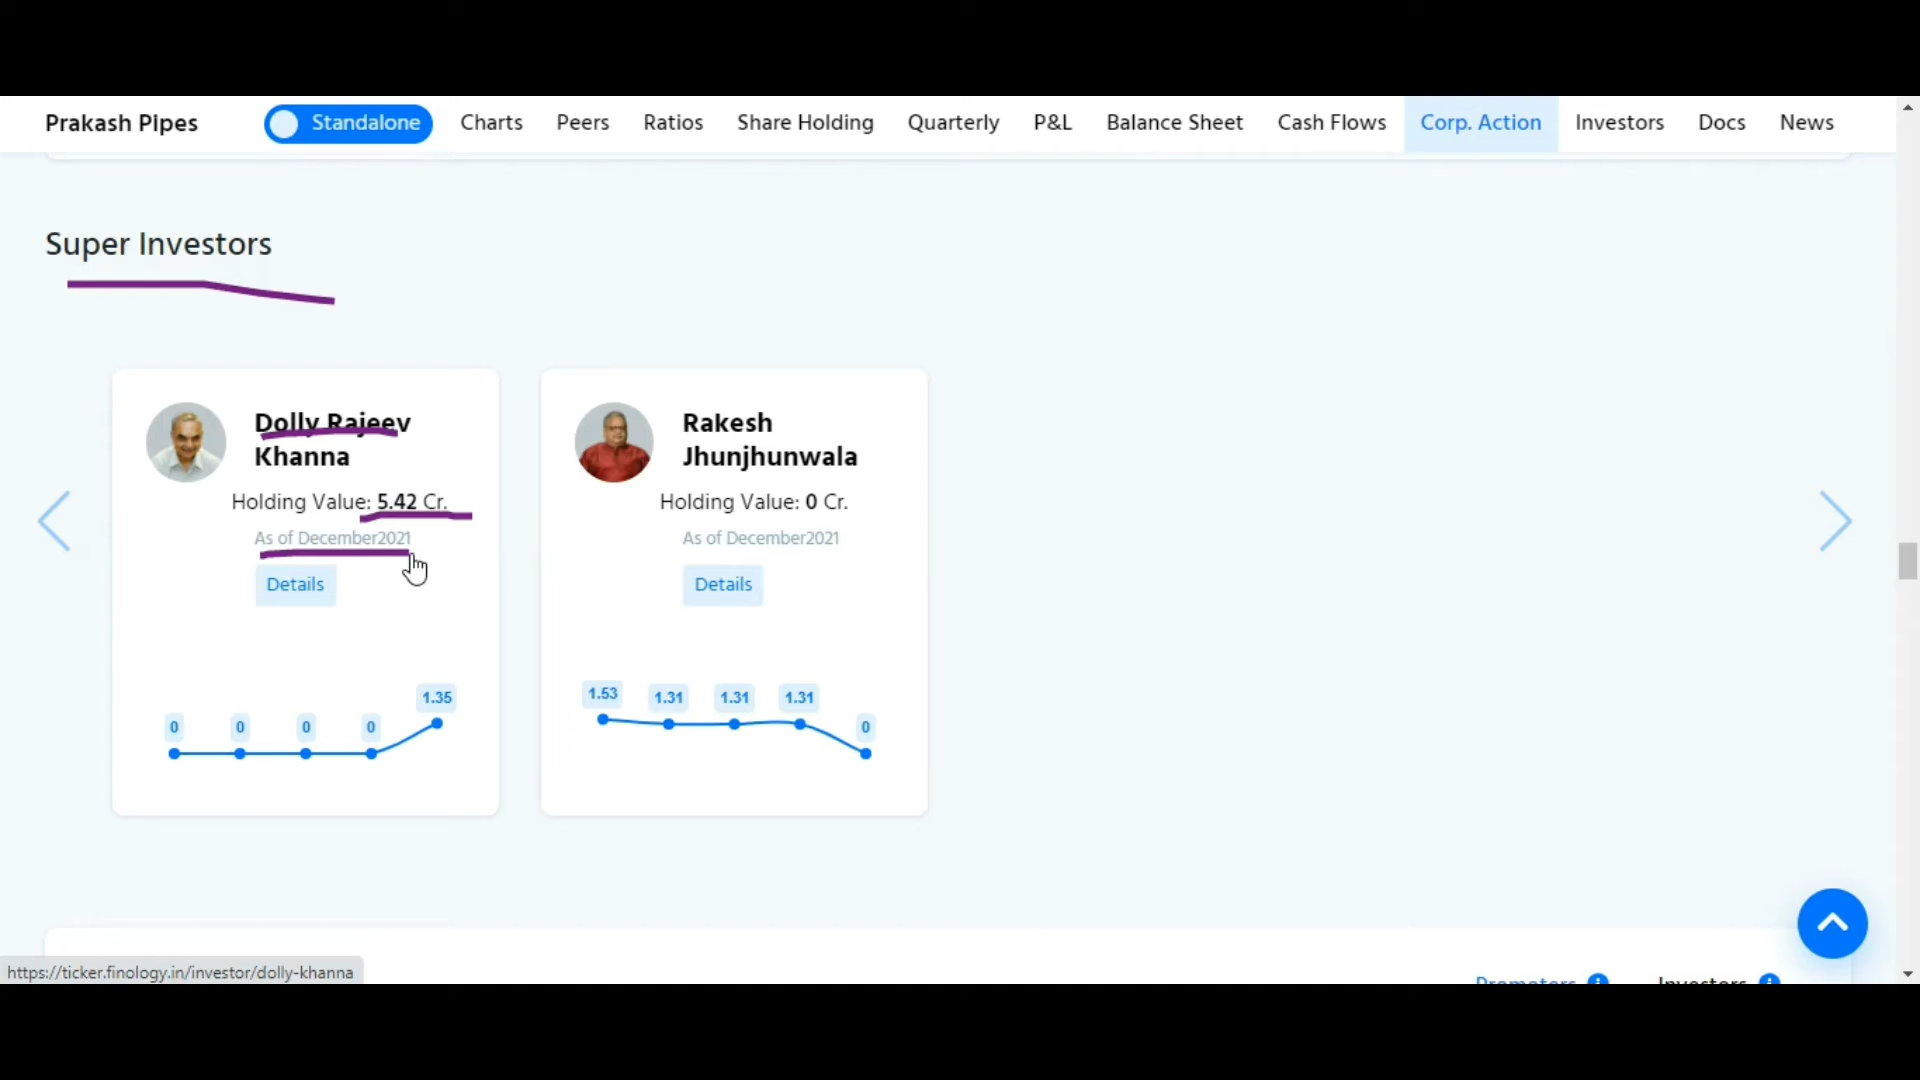 Prakash Pipes Standalone Charts Peers Ratios Share Holding Quarterly P&L Balance Sheet Cash Flows Corp. Action Investors Docs News
Super Investors
Dolly Rajeev
Khanna
Holding Value: 5.42 Cr.
As of December2021
Details
1.35
0 0 0 0
Rakesh
Jhunjhunwala
Holding Value: 0 Cr.
As of December2021
Details
1.53 1.31 1.31 1.31
0
Promoters Investors
https://ticker.finology.in/investor/dolly-khanna